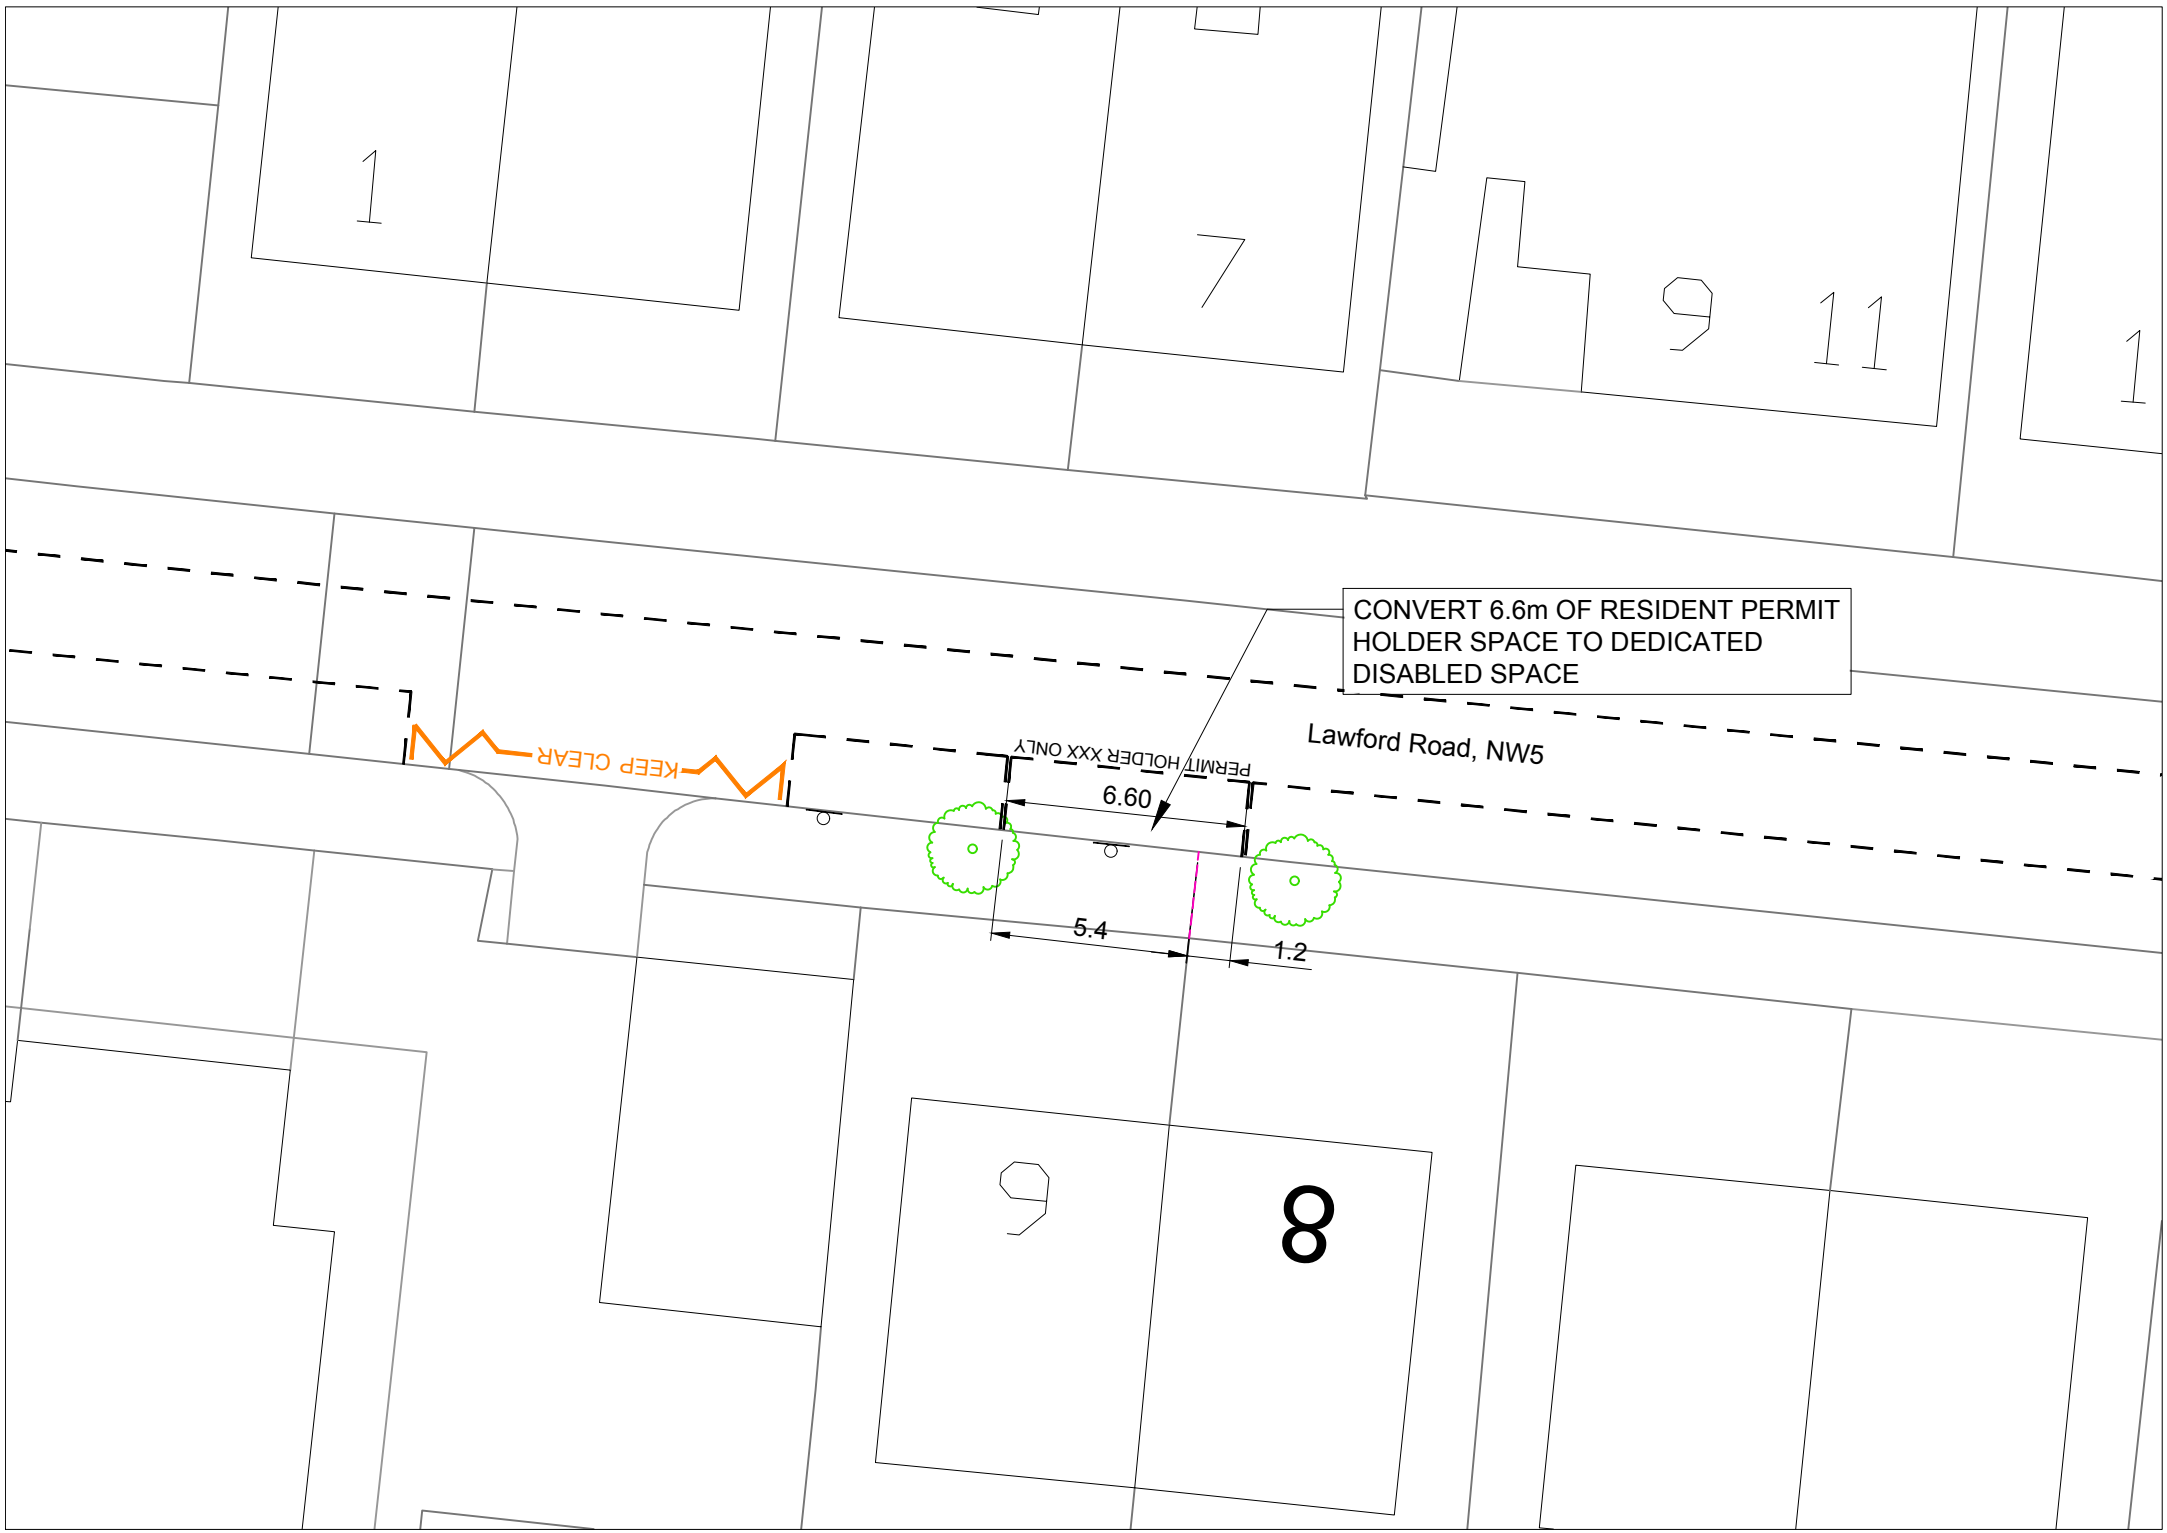 1
7
9
11
1
CONVERT 6.6m OF RESIDENT PERMIT
HOLDER SPACE TO DEDICATED
DISABLED SPACE
Lawford Road, NW5
KEEP CLEAR
PERMIT HOLDER XXX ONLY
6.60
5.4
1.2
9
8